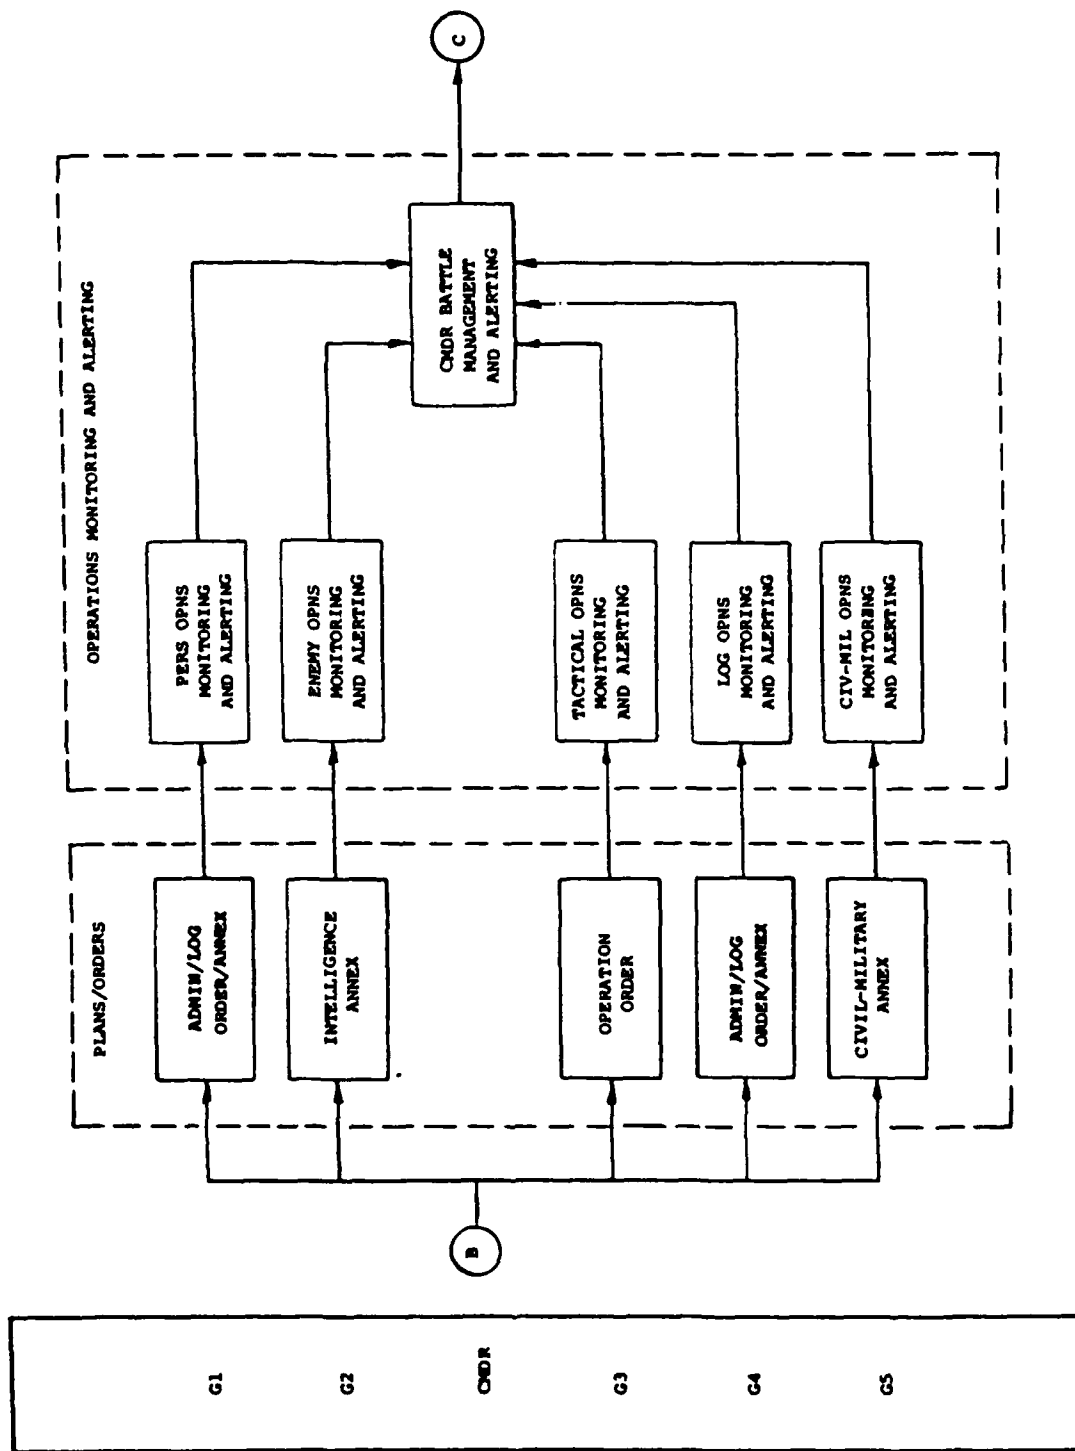 G1
G2
CMDR
G3
G4
G5
B
PLANS/ORDERS
ADMIN/LOG
ORDER/ANNEX
INTELLIGENCE
ANNEX
OPERATION
ORDER
ADMIN/LOG
ORDER/ANNEX
CIVIL-MILITARY
ANNEX
OPERATIONS MONITORING AND ALERTING
PERS OPNS
MONITORING
AND ALERTING
ENEMY OPNS
MONITORING
AND ALERTING
TACTICAL OPNS
MONITORING
AND ALERTING
LOG OPNS
MONITORING
AND ALERTING
CIV-MIL OPNS
MONITORING
AND ALERTING
CMDR BATTLE
MANAGEMENT
AND ALERTING
C